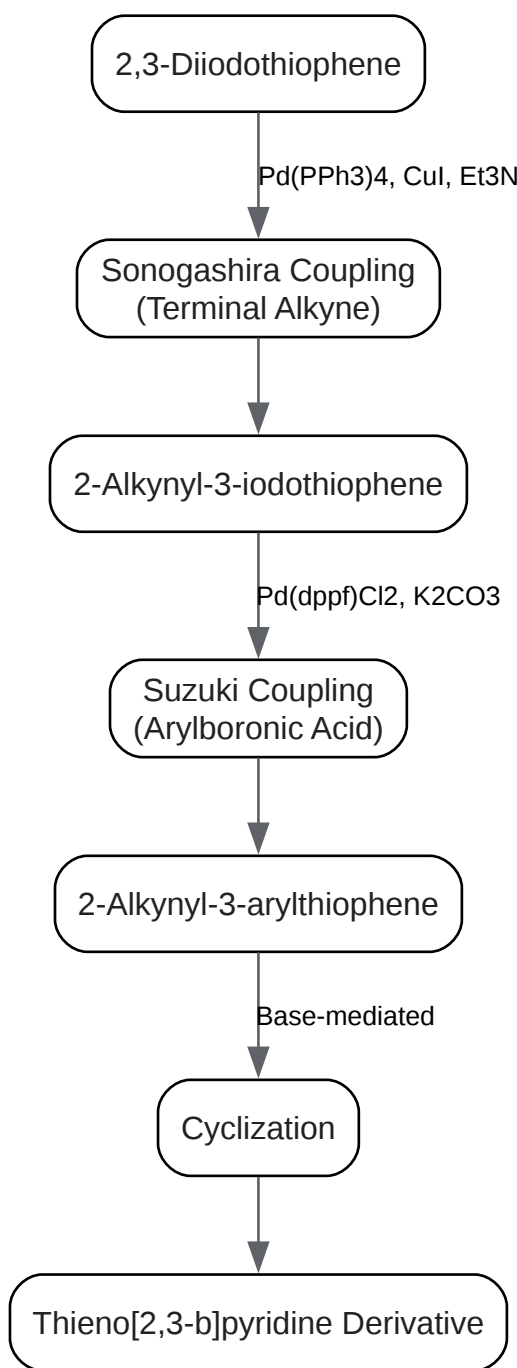 2,3-Diiodothiophene
Pd(PPh3)4, CuI, Et3N
Sonogashira Coupling
(Terminal Alkyne)
2-Alkynyl-3-iodothiophene
Pd(dppf)Cl2, K2CO3
Suzuki Coupling
(Arylboronic Acid)
2-Alkynyl-3-arylthiophene
Base-mediated
Cyclization
Thieno[2,3-b]pyridine Derivative